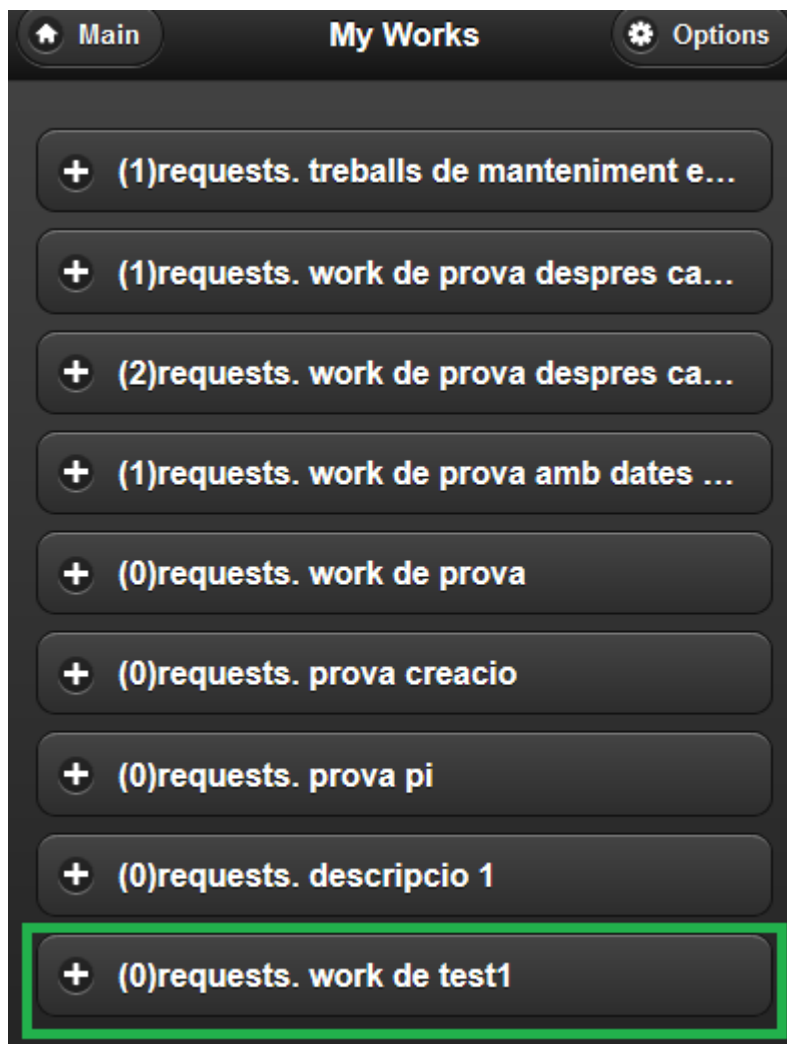 Main My Works Options
(1)requests. treballs de manteniment e...
(1)requests. work de prova despres ca...
(2)requests. work de prova despres ca...
(1)requests. work de prova amb dates ...
(0)requests. work de prova
(0)requests. prova creacio
(0)requests. prova pi
(0)requests. descripcio 1
(0)requests. work de test1